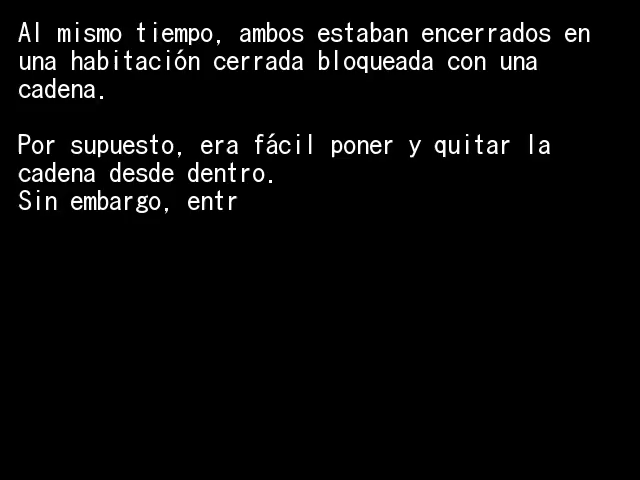 Al mismo tiempo, ambos estaban encerrados en
una habitación cerrada bloqueada con una
cadena.
Por supuesto, era fácil poner y quitar la
cadena desde dentro.
Sin embargo, entr